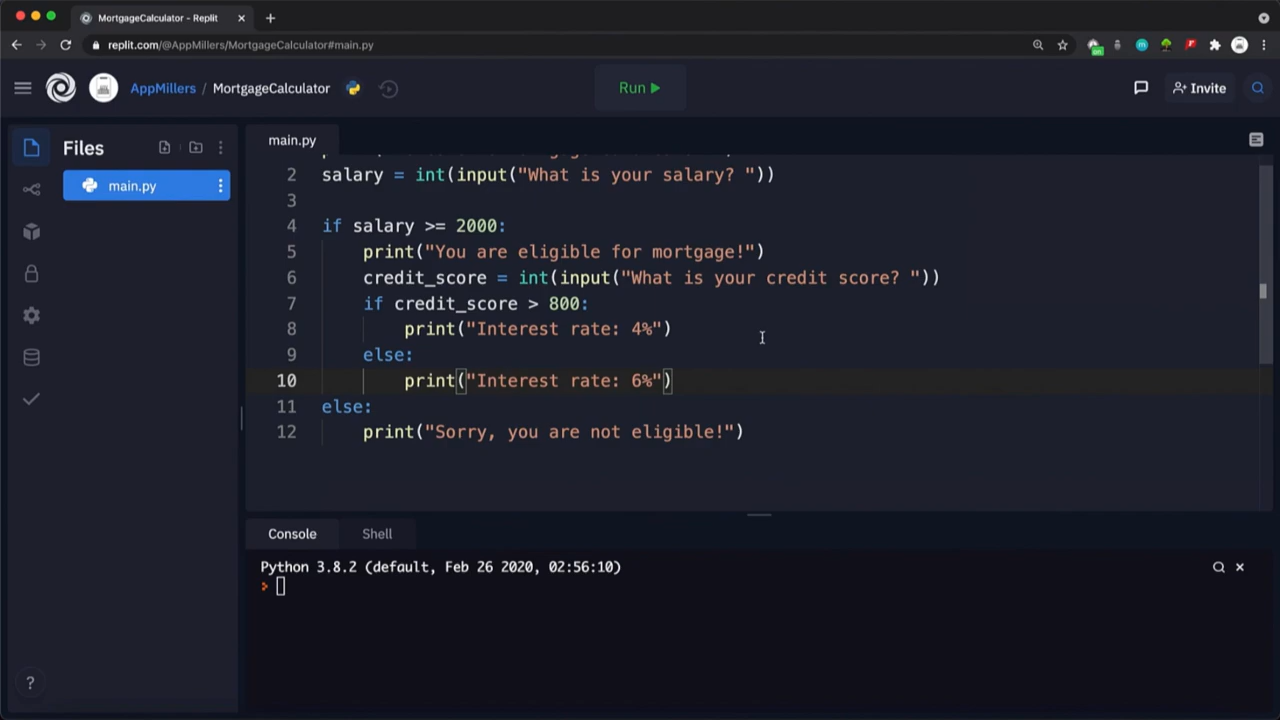 MortgageCalculator - Replit
replit.com/@AppMillers/MortgageCalculator#main.py
AppMillers / MortgageCalculator
Run
Invite
Files
main.py
main.py
2 salary = int(input("What is your salary? "))
3
4 if salary >= 2000:
5 print("You are eligible for mortgage!")
6 credit_score = int(input("What is your credit score? "))
7 if credit_score > 800:
8 print("Interest rate: 4%")
9 else:
10 print("Interest rate: 6%")
11 else:
12 print("Sorry, you are not eligible!")
Console
Shell
Python 3.8.2 (default, Feb 26 2020, 02:56:10)